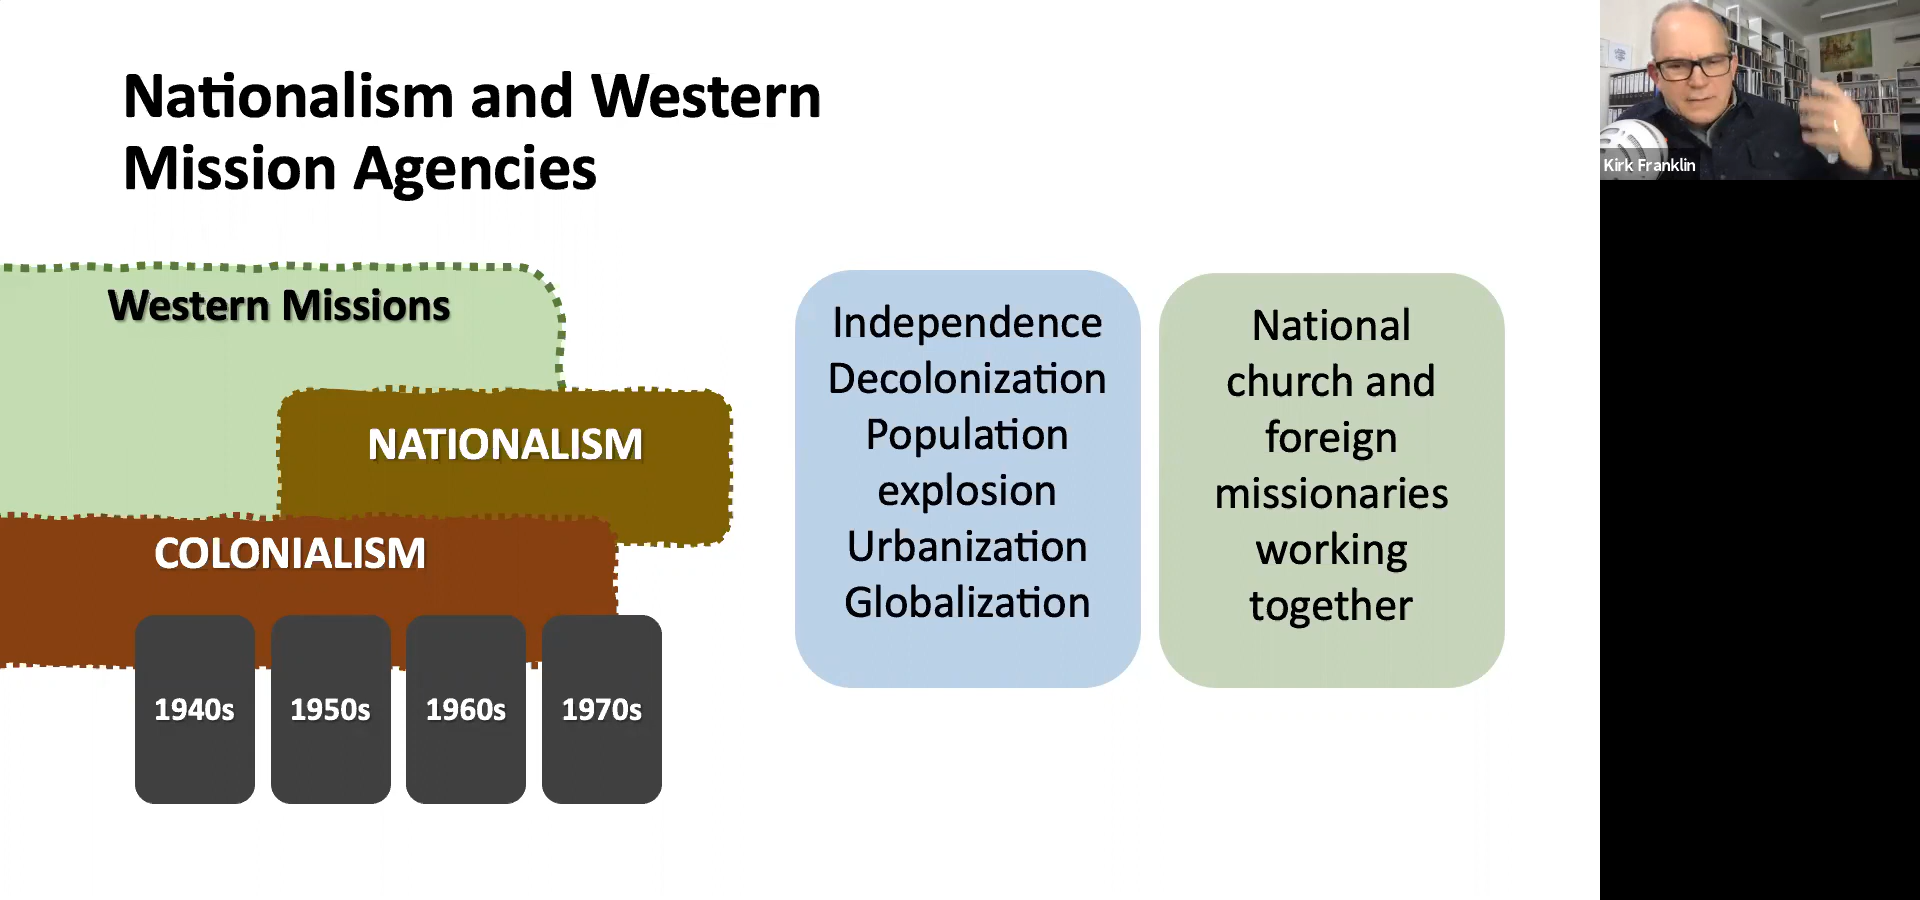 Nationalism and Western
Mission Agencies
Western Missions
NATIONALISM
COLONIALISM
1940s
1950s
1960s
1970s
Independence
Decolonization
Population
explosion
Urbanization
Globalization
National
church and
foreign
missionaries
working
together
Kirk Franklin